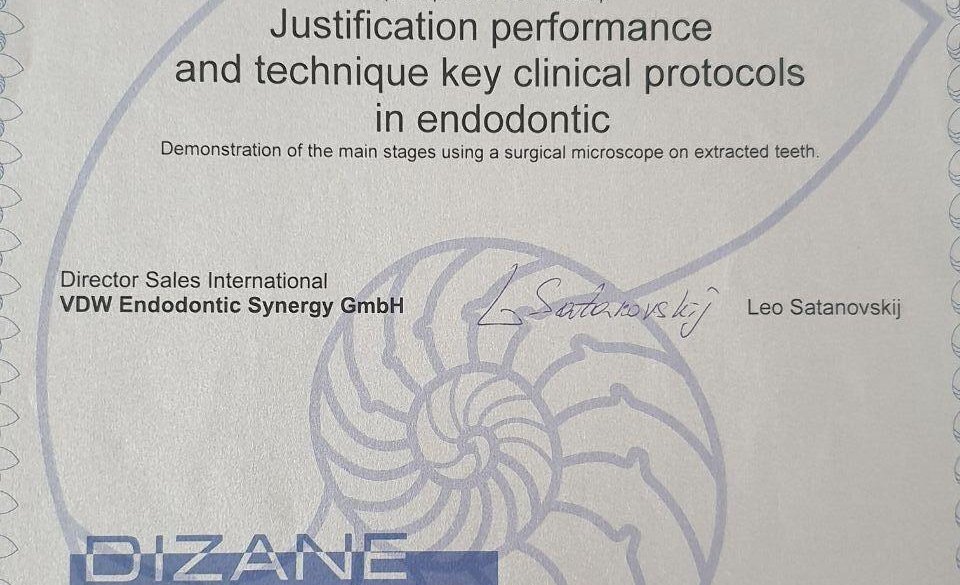 Justification performance
and technique key clinical protocols
in endodontic
Demonstration of the main stages using a surgical microscope on extracted teeth.
Director Sales International
VDW Endodontic Synergy GmbH
L Satanovskij
Leo Satanovskij
DIZANE